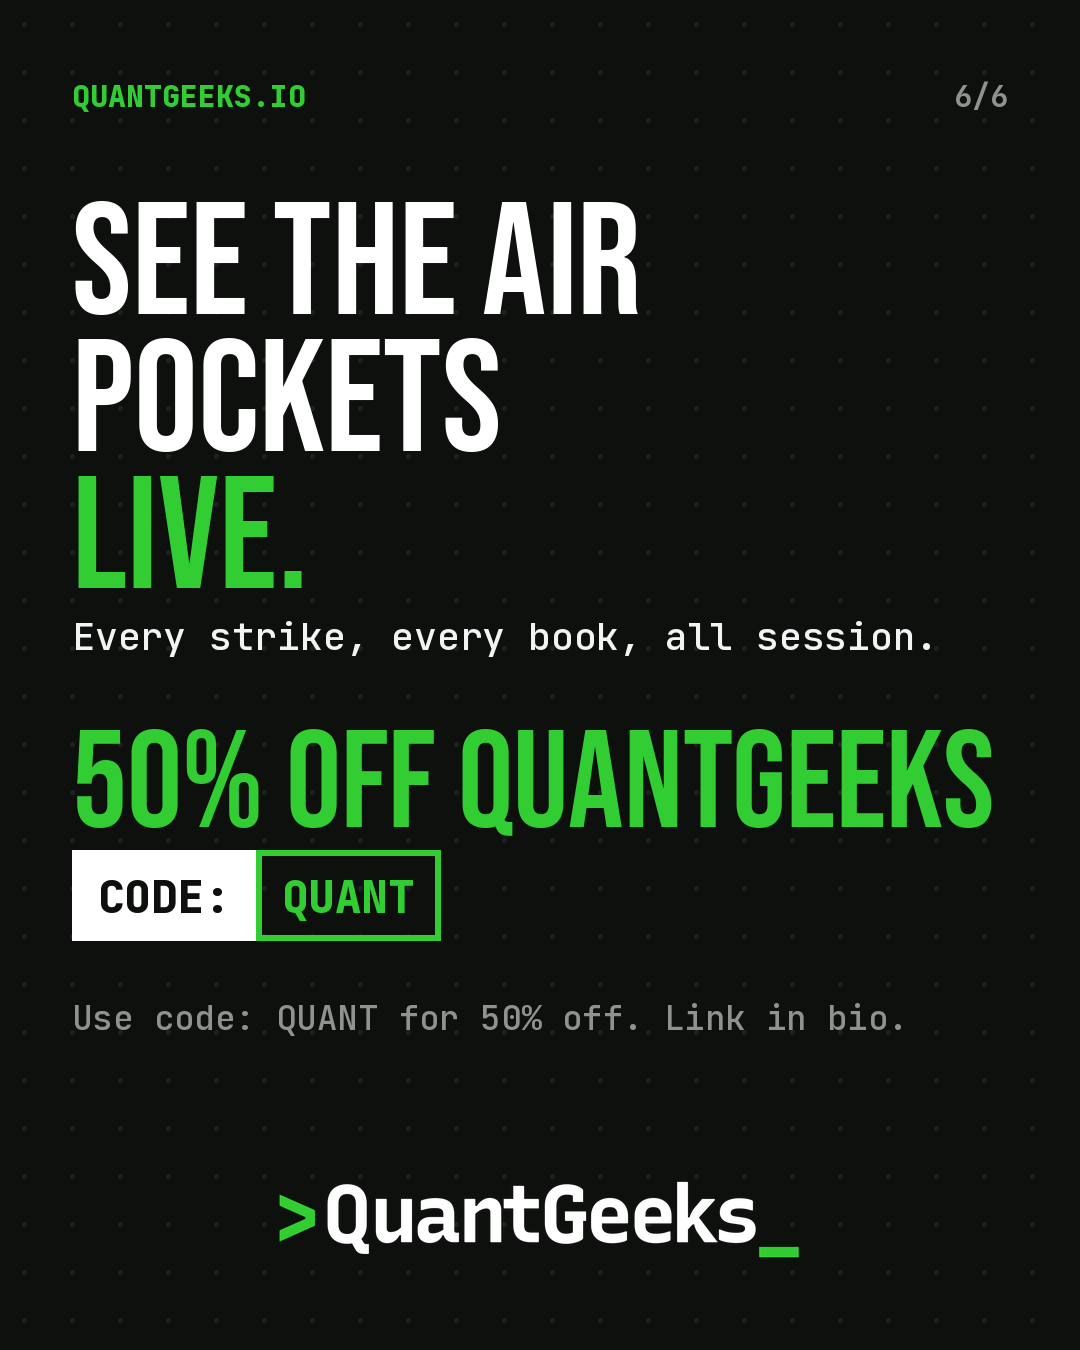 QUANTGEEKS.IO
6/6
SEE THE AIR
POCKETS
LIVE.
Every strike, every book, all session.
50% OFF QUANTGEEKS
CODE: QUANT
Use code: QUANT for 50% off. Link in bio.
>QuantGeeks_